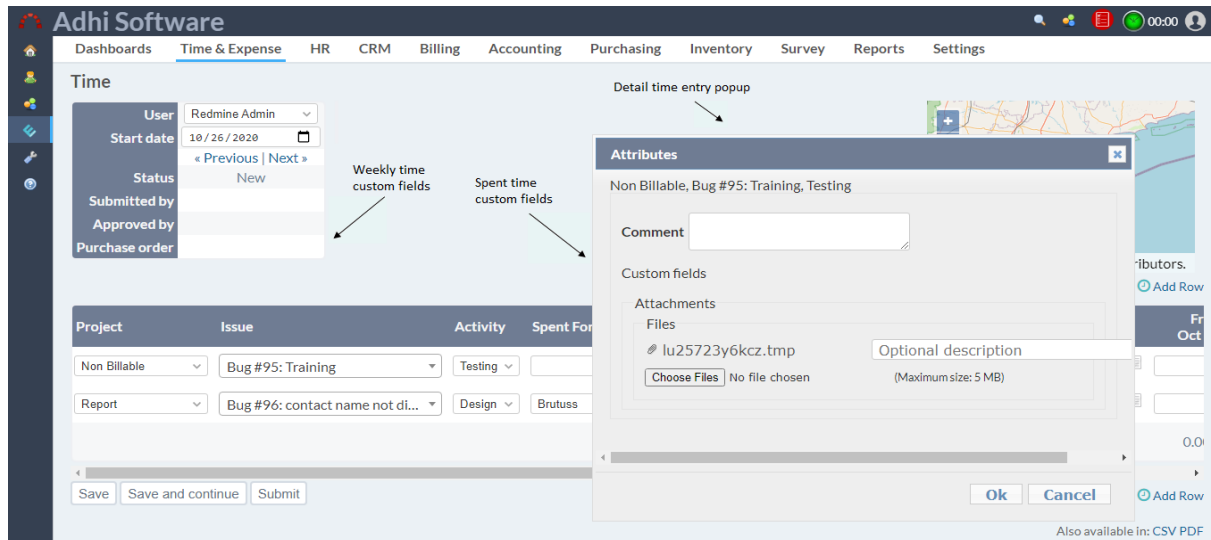 Adhi Software
00:00
Dashboards Time & Expense HR CRM Billing Accounting Purchasing Inventory Survey Reports Settings
Time
Detail time entry popup
User Redmine Admin
Start date 10/26/2020
« Previous | Next »
Status New
Submitted by
Approved by
Purchase order
Weekly time
custom fields
Spent time
custom fields
+
Attributes
Non Billable, Bug #95: Training, Testing
Comment
Custom fields
Attachments
Files
lu25723y6kcz.tmp Optional description
Choose Files No file chosen (Maximum size: 5 MB)
Ok Cancel
ributors.
Add Row
Project Issue Activity Spent For Fr
Oct
Non Billable Bug #95: Training Testing
Report Bug #96: contact name not di... Design Brutuss
0.0
Save Save and continue Submit
Add Row
Also available in: CSV PDF